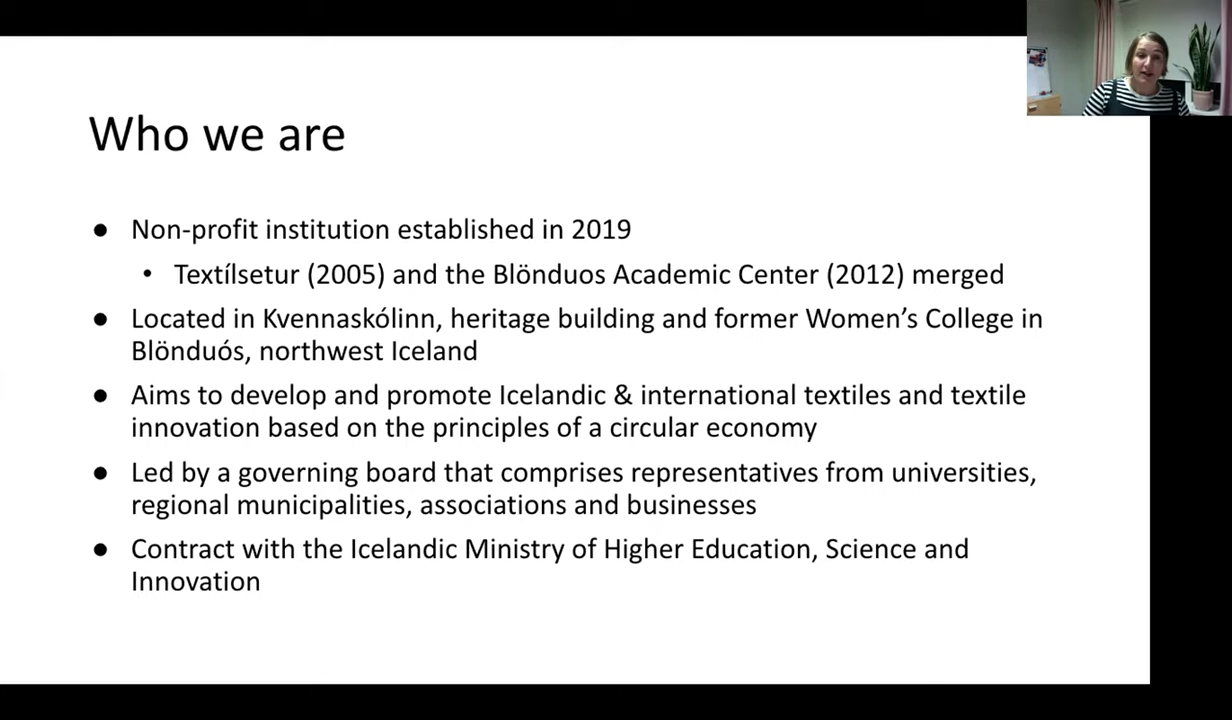 Who we are
● Non-profit institution established in 2019
• Textílsetur (2005) and the Blönduos Academic Center (2012) merged
● Located in Kvennaskólinn, heritage building and former Women’s College in
Blönduós, northwest Iceland
● Aims to develop and promote Icelandic & international textiles and textile
innovation based on the principles of a circular economy
● Led by a governing board that comprises representatives from universities,
regional municipalities, associations and businesses
● Contract with the Icelandic Ministry of Higher Education, Science and
Innovation